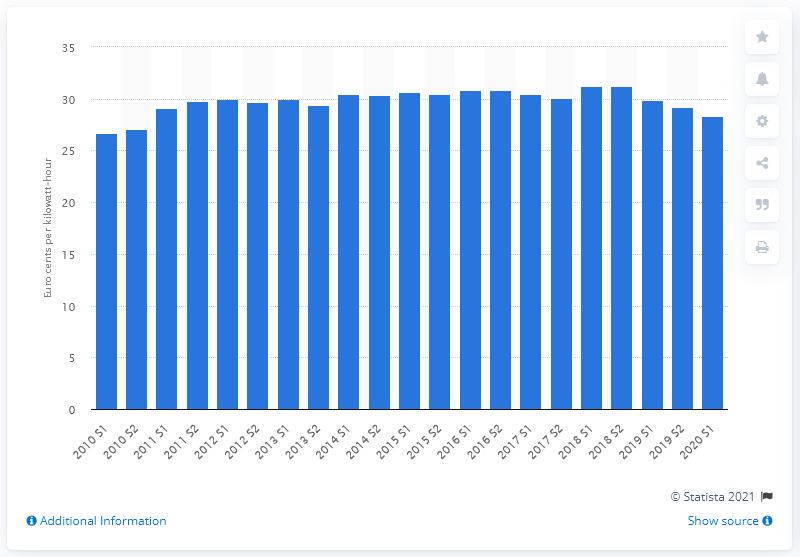 35
30
25
20
15
10
5
0
Euro cents per kilowatt-hour
2010 S1
2010 S2
2011 S1
2011 S2
2012 S1
2012 S2
2013 S1
2013 S2
2014 S1
2014 S2
2015 S1
2015 S2
2016 S1
2016 S2
2017 S1
2017 S2
2018 S1
2018 S2
2019 S1
2019 S2
2020 S1
© Statista 2021
Additional Information
Show source